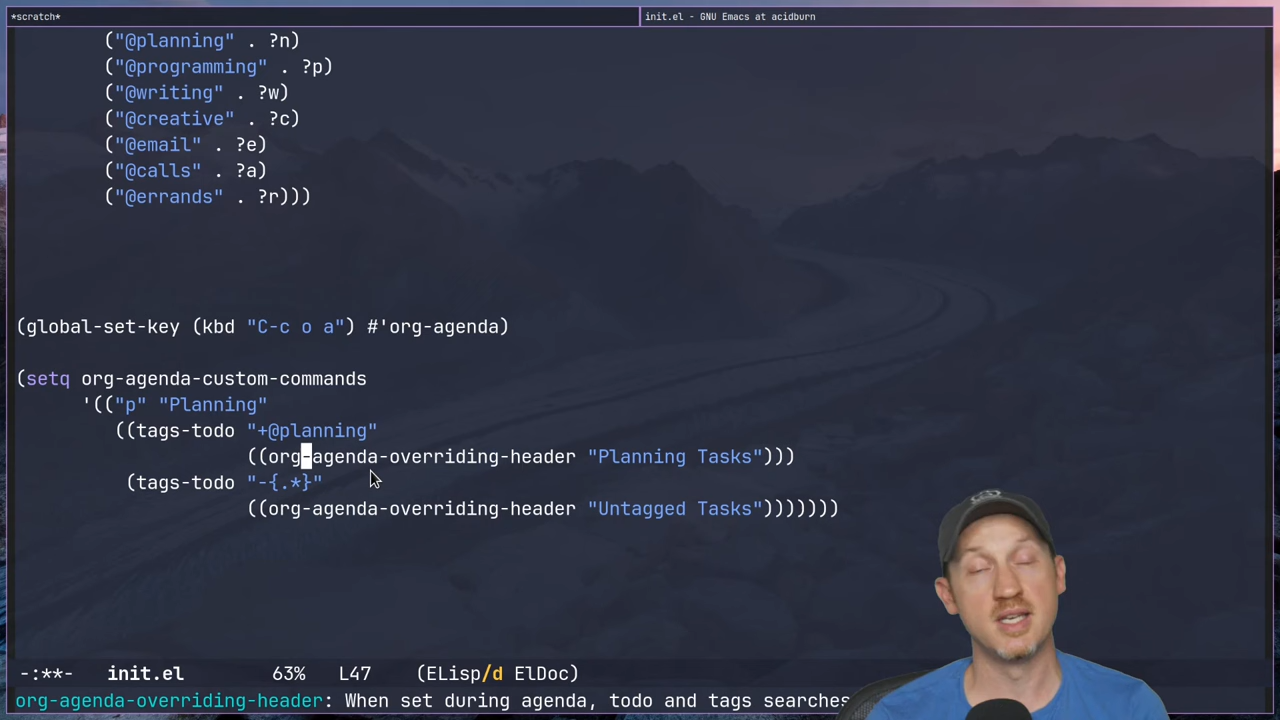 *scratch*
init.el - GNU Emacs at acidburn
("@planning" . ?n)
("@programming" . ?p)
("@writing" . ?w)
("@creative" . ?c)
("@email" . ?e)
("@calls" . ?a)
("@errands" . ?r)))
(global-set-key (kbd "C-c o a") #'org-agenda)
(setq org-agenda-custom-commands
'(("p" "Planning"
((tags-todo "+@planning"
((org-agenda-overriding-header "Planning Tasks")))
(tags-todo "-{.*}"
((org-agenda-overriding-header "Untagged Tasks")))))))
-:**- init.el 63% L47 (ELisp/d ElDoc)
org-agenda-overriding-header: When set during agenda, todo and tags searches